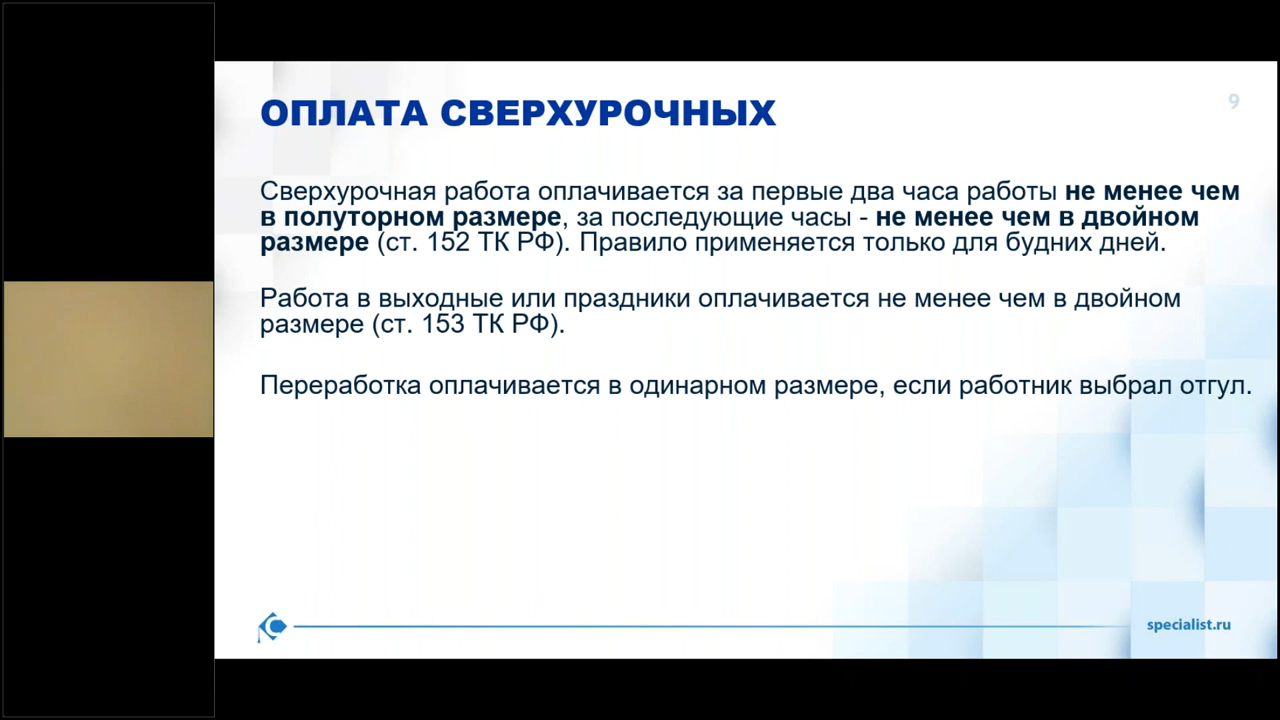 ОПЛАТА СВЕРХУРОЧНЫХ
9
Сверхурочная работа оплачивается за первые два часа работы не менее чем
в полуторном размере, за последующие часы - не менее чем в двойном
размере (ст. 152 ТК РФ). Правило применяется только для будних дней.
Работа в выходные или праздники оплачивается не менее чем в двойном
размере (ст. 153 ТК РФ).
Переработка оплачивается в одинарном размере, если работник выбрал отгул.
specialist.ru